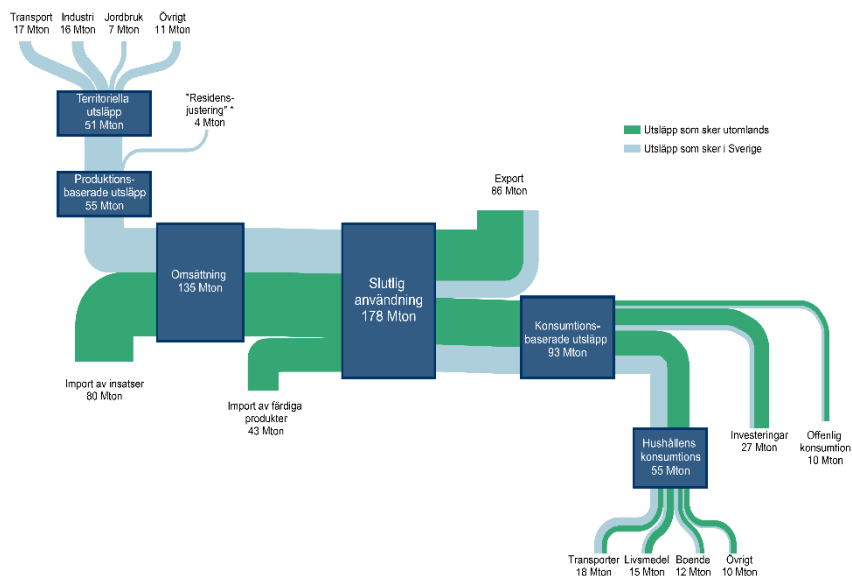 Transport
17 Mton
Industri
16 Mton
Jordbruk
7 Mton
Övrigt
11 Mton
Territoriella
utsläpp
51 Mton
"Residens-
justering" *
4 Mton
Utsläpp som sker utomlands
Utsläpp som sker i Sverige
Produktions-
baserade utsläpp
55 Mton
Export
86 Mton
Omsättning
135 Mton
Slutlig
användning
178 Mton
Konsumtions-
baserade utsläpp
93 Mton
Import av insatser
80 Mton
Import av färdiga
produkter
43 Mton
Hushållens
konsumtions
55 Mton
Investeringar
27 Mton
Offenlig
konsumtion
10 Mton
Transporter
18 Mton
Livsmedel
15 Mton
Boende
12 Mton
Övrigt
10 Mton